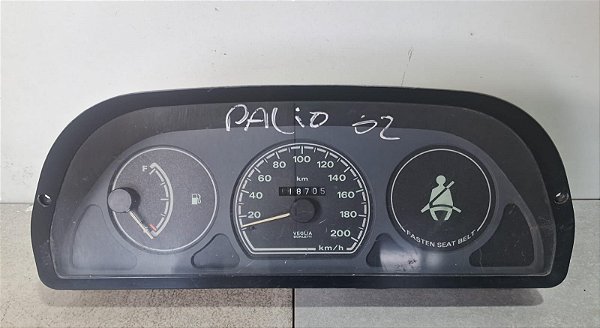 PALIO 02
F
20 40 60 80 100 120 140 160 180 200
km
118705
VEGLIA
km/h
FASTEN SEAT BELT